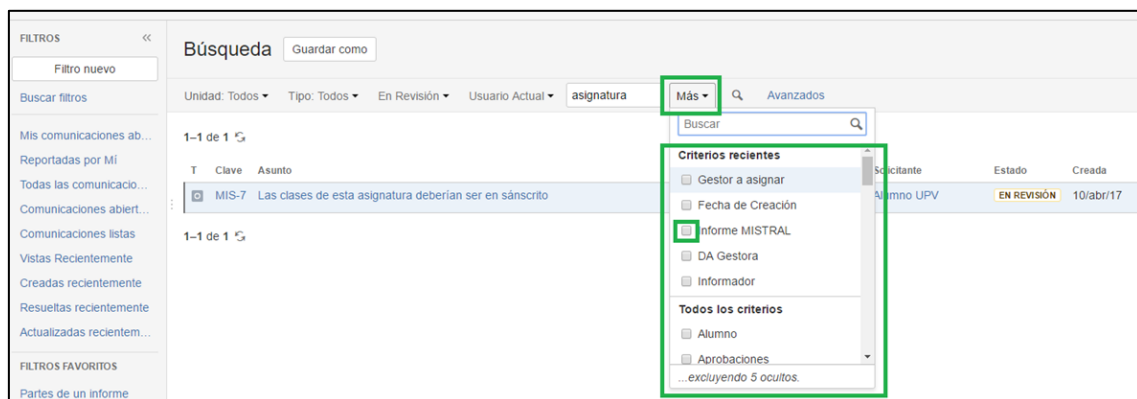 FILTROS «
Filtro nuevo
Buscar filtros
Mis comunicaciones ab...
Reportadas por Mí
Todas las comunicacio...
Comunicaciones abiert...
Comunicaciones listas
Vistas Recientemente
Creadas recientemente
Resueltas recientemente
Actualizadas recientem...
FILTROS FAVORITOS
Partes de un informe
Búsqueda Guardar como
Unidad: Todos Tipo: Todos En Revisión Usuario Actual asignatura Más Avanzados
1–1 de 1
T Clave Asunto Solicitante Estado Creada
MIS-7 Las clases de esta asignatura deberían ser en sánscrito Alumno UPV EN REVISIÓN 10/abr/17
1–1 de 1
Buscar
Criterios recientes
Gestor a asignar
Fecha de Creación
Informe MISTRAL
DA Gestora
Informador
Todos los criterios
Alumno
Aprobaciones
...excluyendo 5 ocultos.